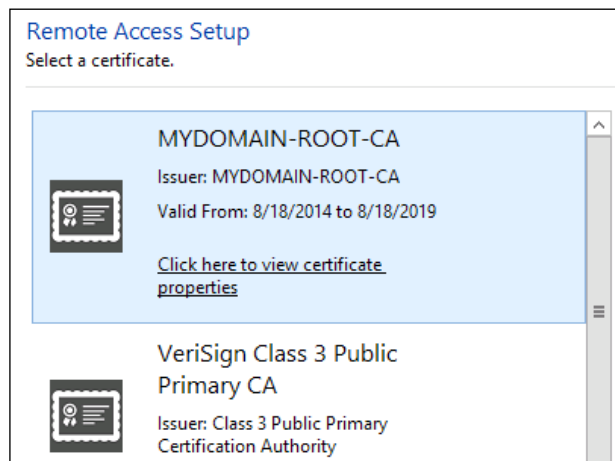 Remote Access Setup
Select a certificate.
MYDOMAIN-ROOT-CA
Issuer: MYDOMAIN-ROOT-CA
Valid From: 8/18/2014 to 8/18/2019
Click here to view certificate
properties
VeriSign Class 3 Public
Primary CA
Issuer: Class 3 Public Primary
Certification Authority